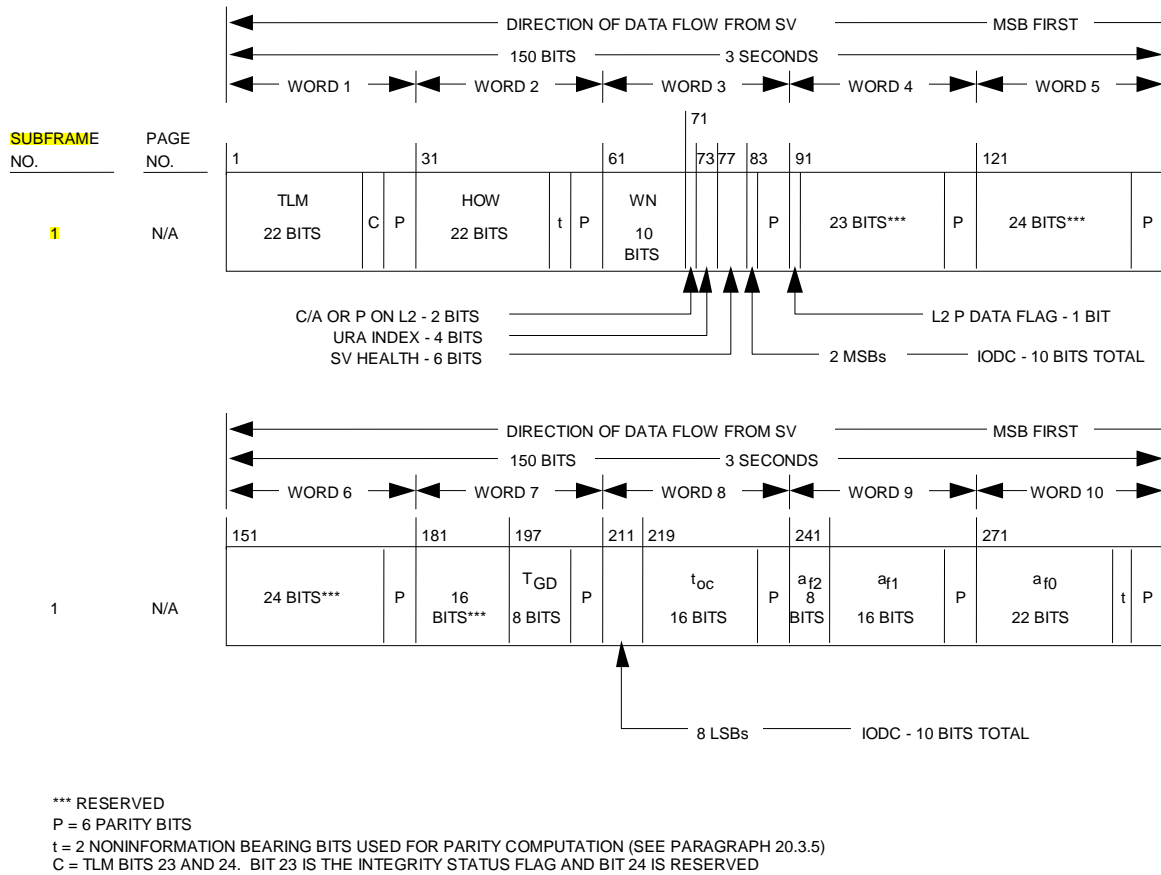 DIRECTION OF DATA FLOW FROM SV MSB FIRST
150 BITS 3 SECONDS
WORD 1 WORD 2 WORD 3 WORD 4 WORD 5
SUBFRAME NO. PAGE NO.
1 31 61 71 73 77 83 91 121
1 N/A
TLM 22 BITS C P HOW 22 BITS t P WN 10 BITS P 23 BITS*** P 24 BITS*** P
C/A OR P ON L2 - 2 BITS
URA INDEX - 4 BITS
SV HEALTH - 6 BITS
L2 P DATA FLAG - 1 BIT
2 MSBs IODC - 10 BITS TOTAL
DIRECTION OF DATA FLOW FROM SV MSB FIRST
150 BITS 3 SECONDS
WORD 6 WORD 7 WORD 8 WORD 9 WORD 10
151 181 197 211 219 241 271
1 N/A
24 BITS*** P 16 BITS*** TGD 8 BITS P toc 16 BITS P af2 8 BITS af1 16 BITS P af0 22 BITS t P
8 LSBs IODC - 10 BITS TOTAL
*** RESERVED
P = 6 PARITY BITS
t = 2 NONINFORMATION BEARING BITS USED FOR PARITY COMPUTATION (SEE PARAGRAPH 20.3.5)
C = TLM BITS 23 AND 24. BIT 23 IS THE INTEGRITY STATUS FLAG AND BIT 24 IS RESERVED